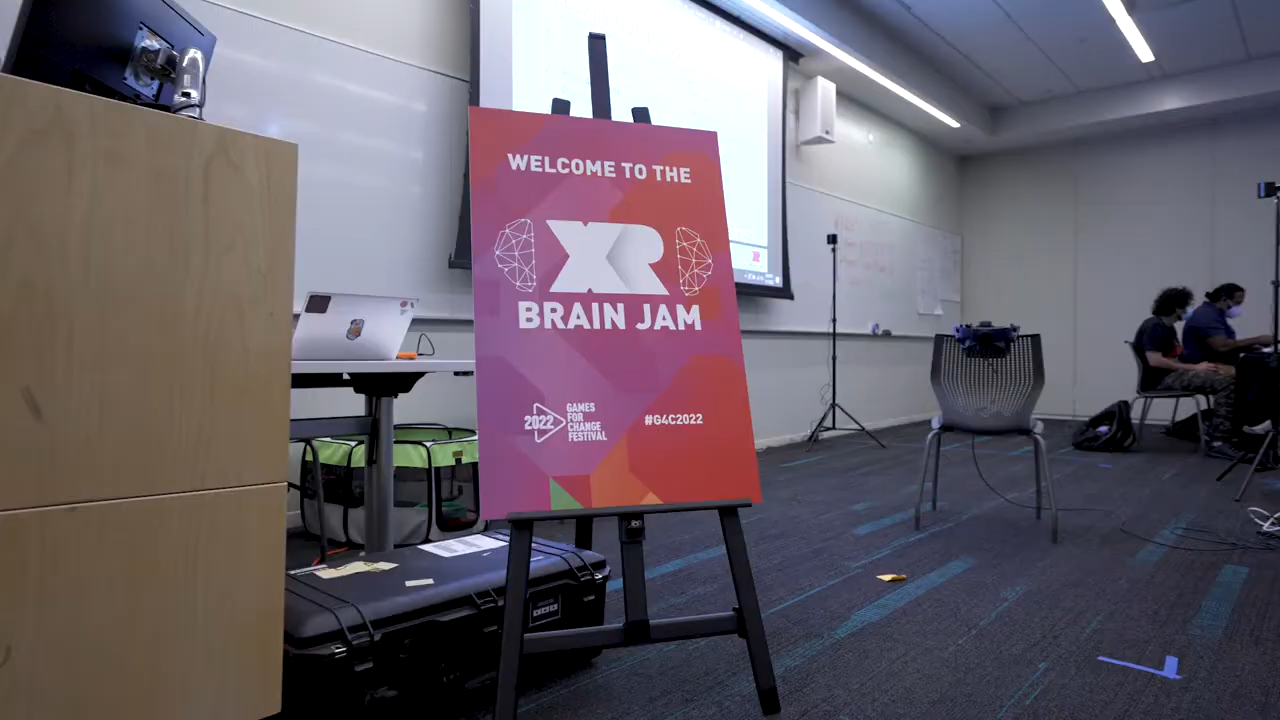 WELCOME TO THE
XR
BRAIN JAM
2022
GAMES
FOR
CHANGE
FESTIVAL
#G4C2022